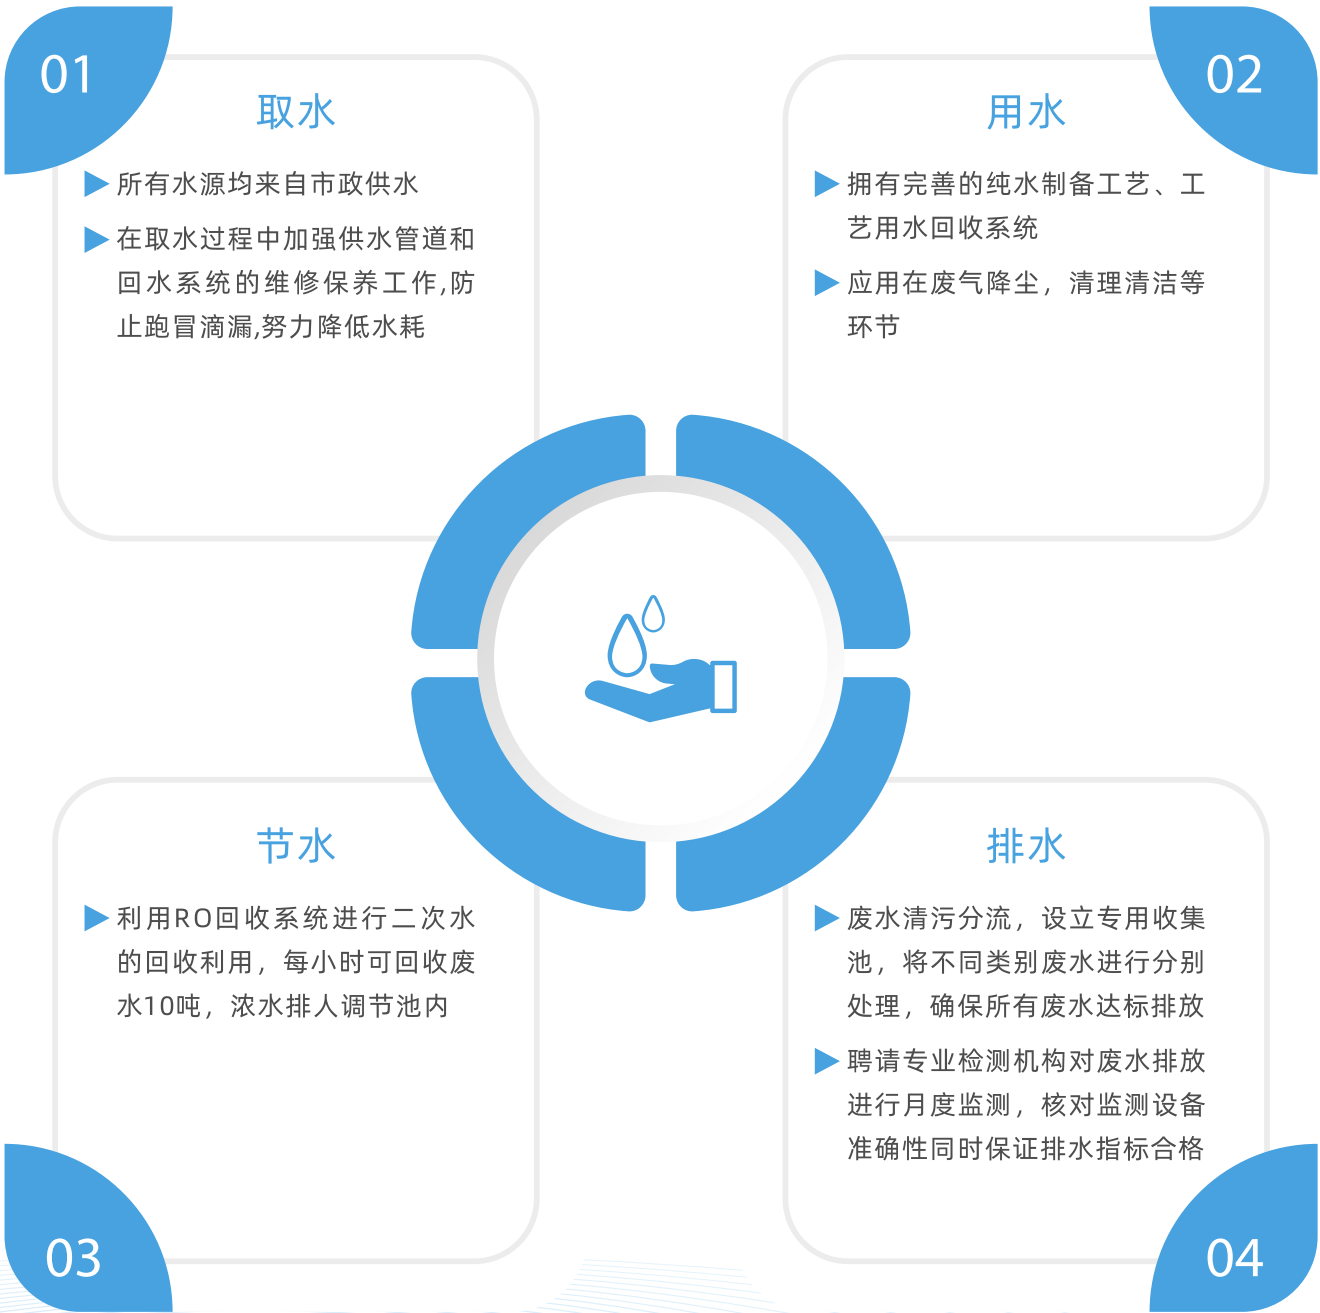 01
取水
所有水源均来自市政供水
在取水过程中加强供水管道和
回水系统的维修保养工作,防
止跑冒滴漏,努力降低水耗
02
用水
拥有完善的纯水制备工艺、工
艺用水回收系统
应用在废气降尘，清理清洁等
环节
03
节水
利用RO回收系统进行二次水
的回收利用，每小时可回收废
水10吨，浓水排人调节池内
04
排水
废水清污分流，设立专用收集
池，将不同类别废水进行分别
处理，确保所有废水达标排放
聘请专业检测机构对废水排放
进行月度监测，核对监测设备
准确性同时保证排水指标合格